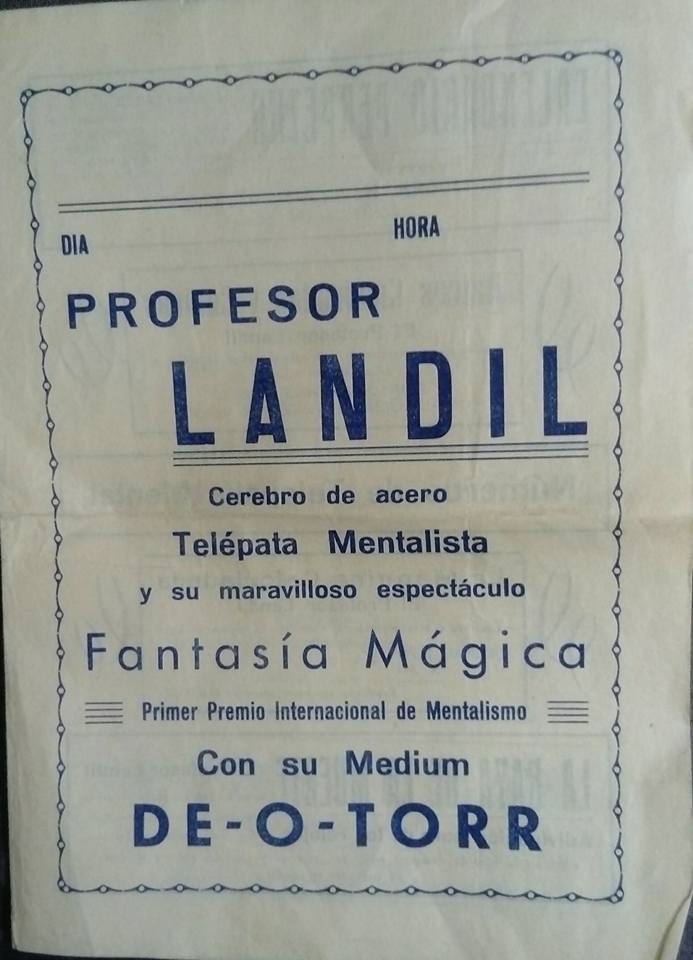 DIA HORA
PROFESOR
LANDIL
Cerebro de acero
Telépata Mentalista
y su maravilloso espectáculo
Fantasía Mágica
Primer Premio Internacional de Mentalismo
Con su Medium
DE-O-TORR